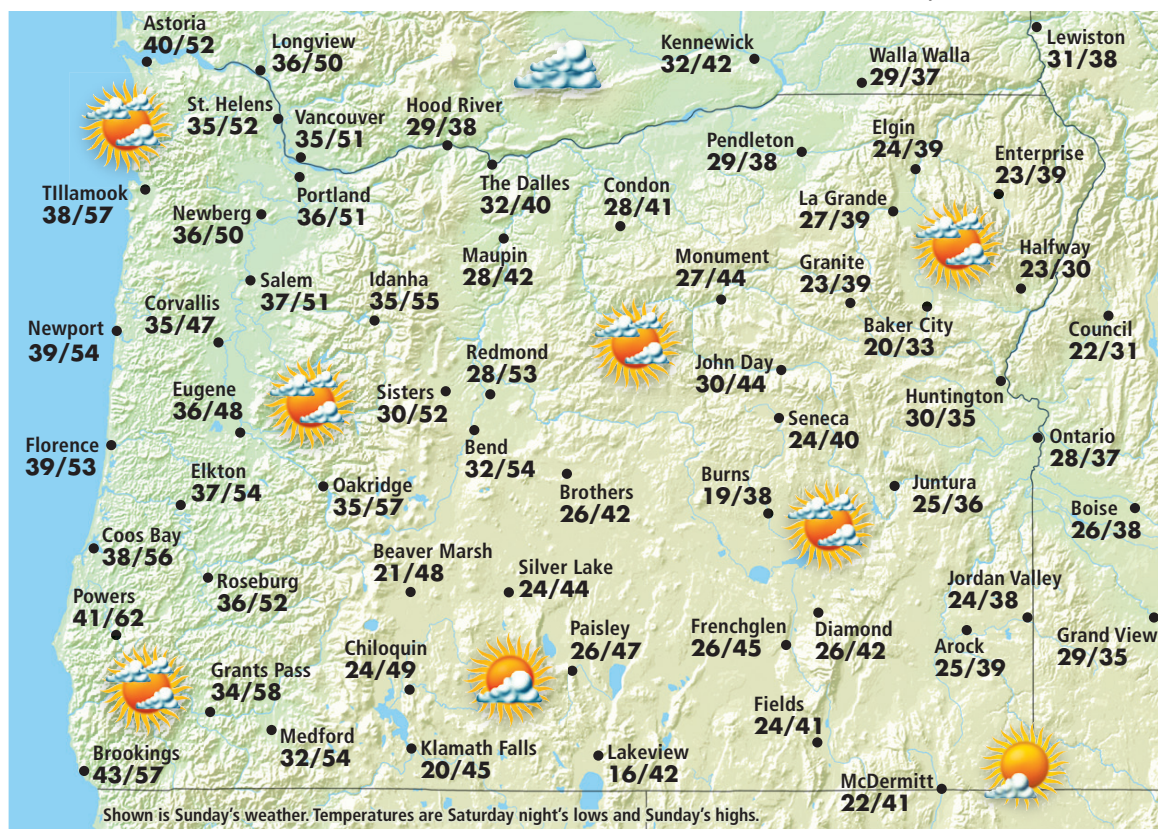 Astoria
40/52
Longview
36/50
Kennewick
32/42
Walla Walla
29/37
Lewiston
31/38
St. Helens
35/52
Vancouver
35/51
Hood River
29/38
Pendleton
29/38
Elgin
24/39
Enterprise
23/39
TIllamook
38/57
Portland
36/51
Newberg
36/50
The Dalles
32/40
Condon
28/41
La Grande
27/39
Maupin
28/42
Monument
27/44
Granite
23/39
Halfway
23/30
Salem
37/51
Idanha
35/55
Corvallis
35/47
Newport
39/54
Baker City
20/33
Council
22/31
Redmond
28/53
John Day
30/44
Sisters
30/52
Huntington
30/35
Eugene
36/48
Seneca
24/40
Florence
39/53
Bend
32/54
Ontario
28/37
Elkton
37/54
Oakridge
35/57
Brothers
26/42
Burns
19/38
Juntura
25/36
Boise
26/38
Coos Bay
38/56
Beaver Marsh
21/48
Silver Lake
24/44
Roseburg
36/52
Jordan Valley
24/38
Powers
41/62
Paisley
26/47
Frenchglen
26/45
Diamond
26/42
Arock
25/39
Grand View
29/35
Chiloquin
24/49
Grants Pass
34/58
Fields
24/41
Medford
32/54
Klamath Falls
20/45
Lakeview
16/42
Brookings
43/57
McDermitt
22/41
Shown is Sunday's weather. Temperatures are Saturday night's lows and Sunday's highs.